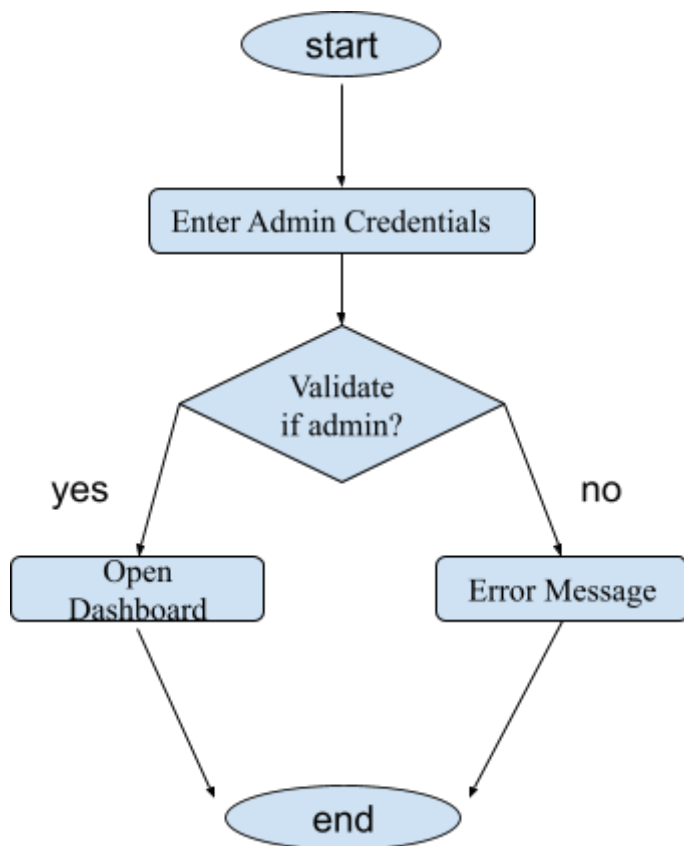 start
Enter Admin Credentials
Validate
if admin?
yes
no
Open
Dashboard
Error Message
end